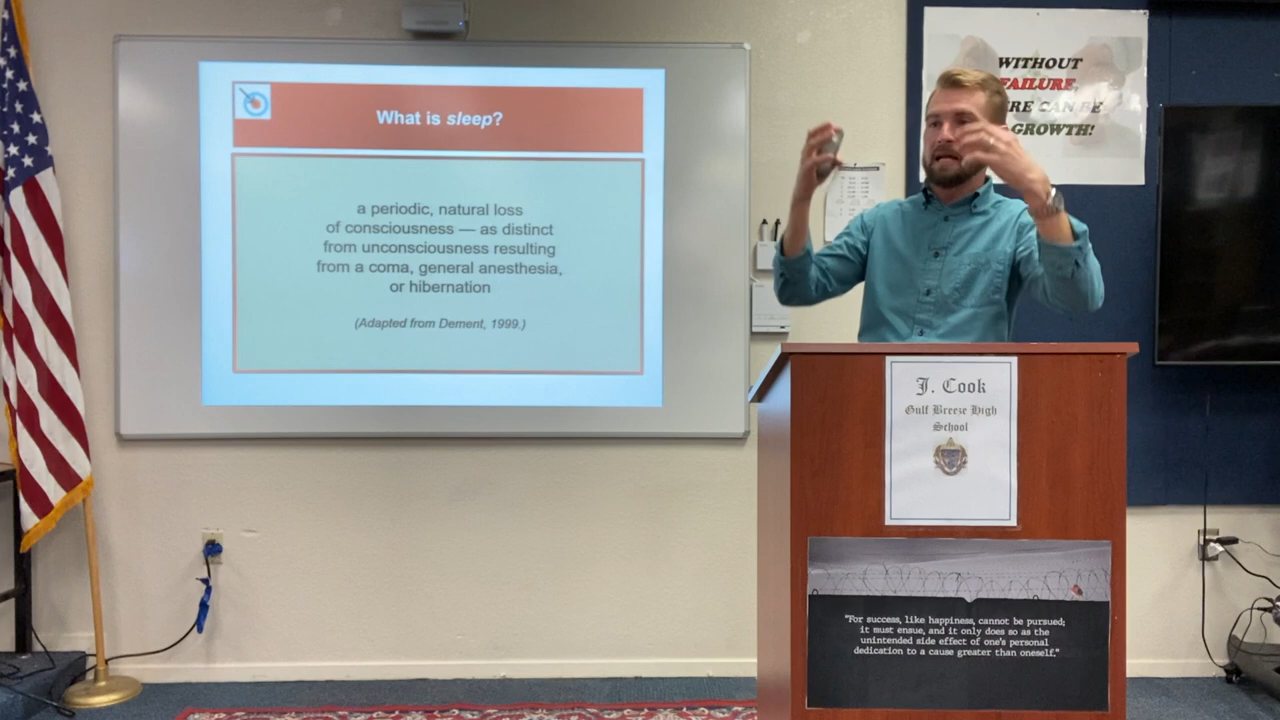 What is sleep?
a periodic, natural loss
of consciousness — as distinct
from unconsciousness resulting
from a coma, general anesthesia,
or hibernation
(Adapted from Dement, 1999.)
WITHOUT
FAILURE,
RE CAN BE
GROWTH!
J. Cook
Gulf Breeze High
School
"For success, like happiness, cannot be pursued;
it must ensue, and it only does so as the
unintended side effect of one's personal
dedication to a cause greater than oneself."